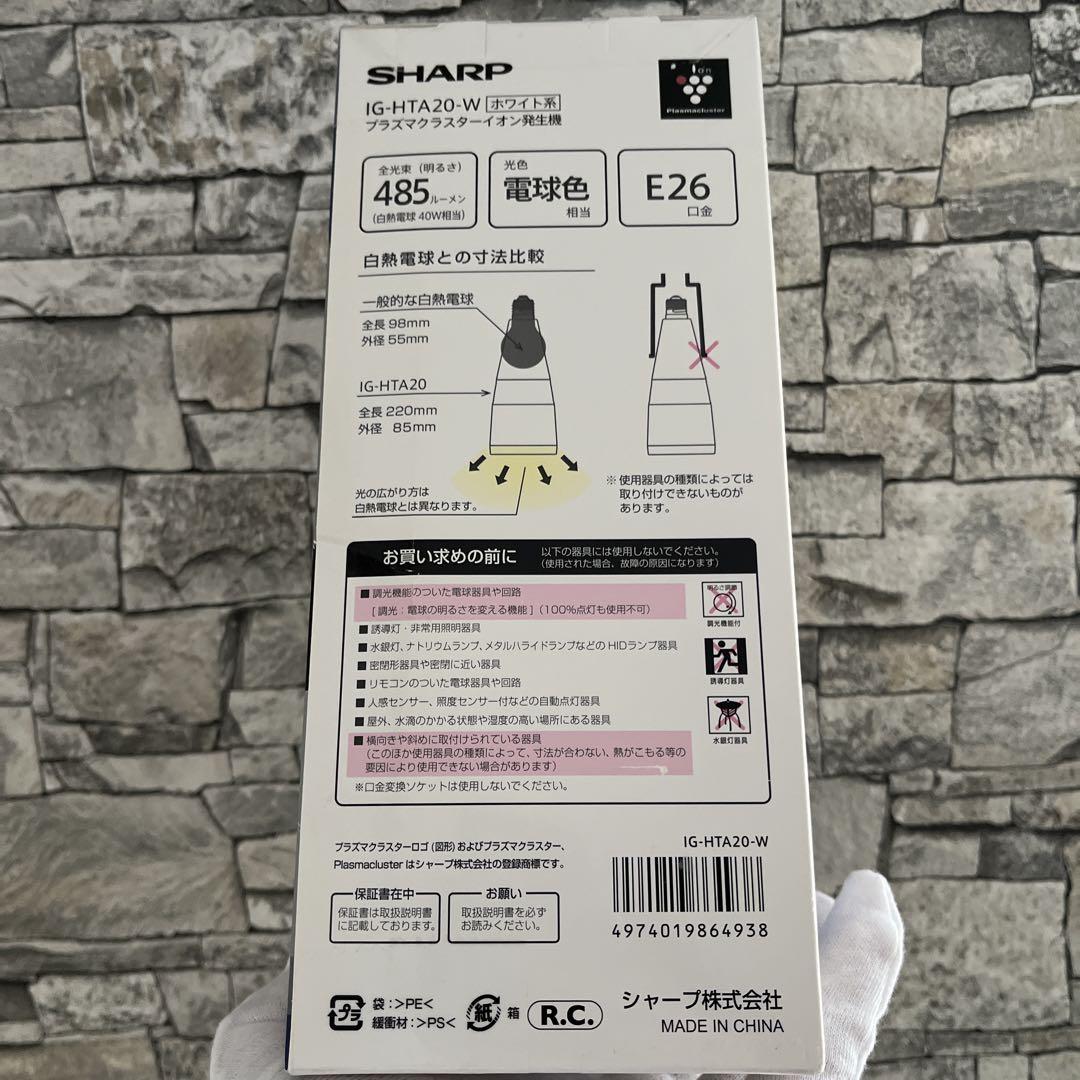 SHARP
IG-HTA20-W ホワイト系
プラズマクラスターイオン発生機
ion
Plasmacluster
全光束（明るさ）
485ルーメン
（白熱電球 40W相当）
光色
電球色
相当
E26
口金
白熱電球との寸法比較
一般的な白熱電球
全長 98mm
外径 55mm
IG-HTA20
全長 220mm
外径 85mm
光の広がり方は
白熱電球とは異なります。
※使用器具の種類によっては
取り付けできないものが
あります。
お買い求めの前に
以下の器具には使用しないでください。
（使用された場合、故障の原因になります）
■調光機能のついた電球器具や回路
［調光：電球の明るさを変える機能］（100％点灯も使用不可）
■誘導灯・非常用照明器具
■水銀灯、ナトリウムランプ、メタルハライドランプなどの HIDランプ器具
■密閉形器具や密閉に近い器具
■リモコンのついた電球器具や回路
■人感センサー、照度センサー付などの自動点灯器具
■屋外、水滴のかかる状態や湿度の高い場所にある器具
■横向きや斜めに取付けられている器具
（このほか使用器具の種類によって、寸法が合わない、熱がこもる等の
要因により使用できない場合があります）
※口金変換ソケットは使用しないでください。
明るさ調節
調光機能付
誘導灯器具
水銀灯器具
プラズマクラスターロゴ（図形）およびプラズマクラスター、
Plasmacluster はシャープ株式会社の登録商標です。
保証書在中
保証書は取扱説明書
に記載しております。
お願い
取扱説明書を必ず
お読みください。
IG-HTA20-W
4974019864938
プラ
袋：>PE<
緩衝材：>PS<
紙
箱
R.C.
シャープ株式会社
MADE IN CHINA